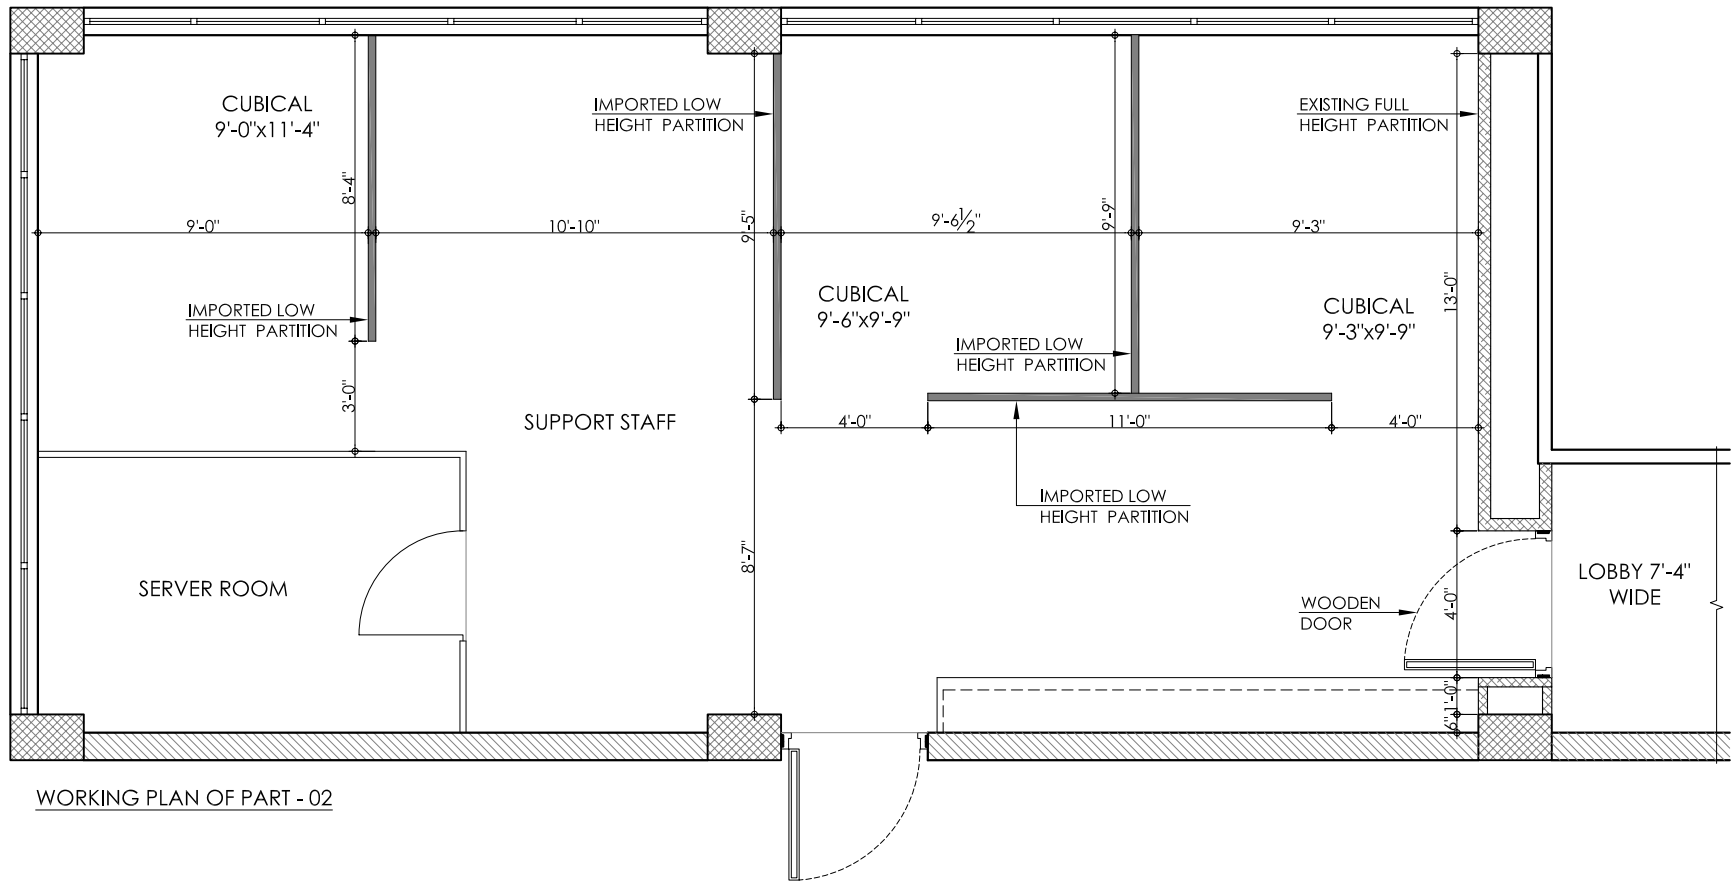 CUBICAL
9'-0"x11'-4"
IMPORTED LOW
HEIGHT PARTITION
EXISTING FULL
HEIGHT PARTITION
8'-4"
9'-0"
10'-10"
9'-5"
9'-6½"
9'-9"
9'-3"
13'-0"
CUBICAL
9'-6"x9'-9"
CUBICAL
9'-3"x9'-9"
IMPORTED LOW
HEIGHT PARTITION
IMPORTED LOW
HEIGHT PARTITION
3'-0"
SUPPORT STAFF
4'-0"
11'-0"
4'-0"
IMPORTED LOW
HEIGHT PARTITION
8'-7"
SERVER ROOM
WOODEN
DOOR
4'-0"
LOBBY 7'-4"
WIDE
1'-0"
6"
WORKING PLAN OF PART - 02